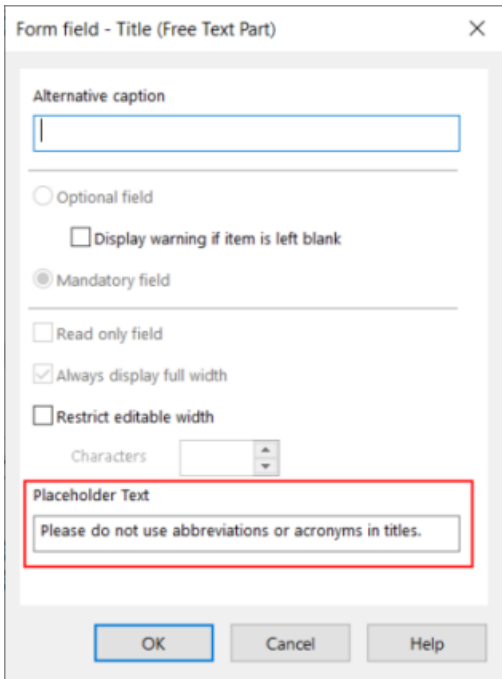 Form field - Title (Free Text Part)
Alternative caption
Optional field
Display warning if item is left blank
Mandatory field
Read only field
Always display full width
Restrict editable width
Characters
Placeholder Text
Please do not use abbreviations or acronyms in titles.
OK Cancel Help